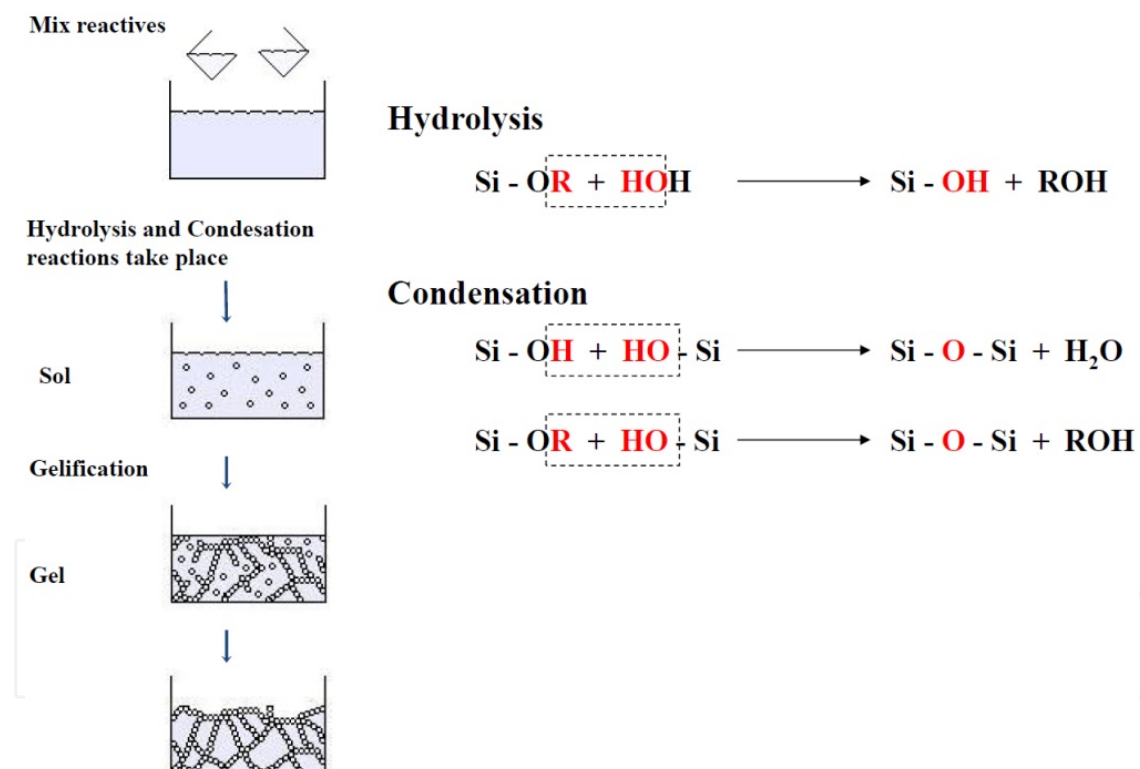 Mix reactives
Hydrolysis
Si - OR + HOH → Si - OH + ROH
Hydrolysis and Condesation
reactions take place
Condensation
Si - OH + HO - Si → Si - O - Si + H₂O
Sol
Si - OR + HO - Si → Si - O - Si + ROH
Gelification
Gel